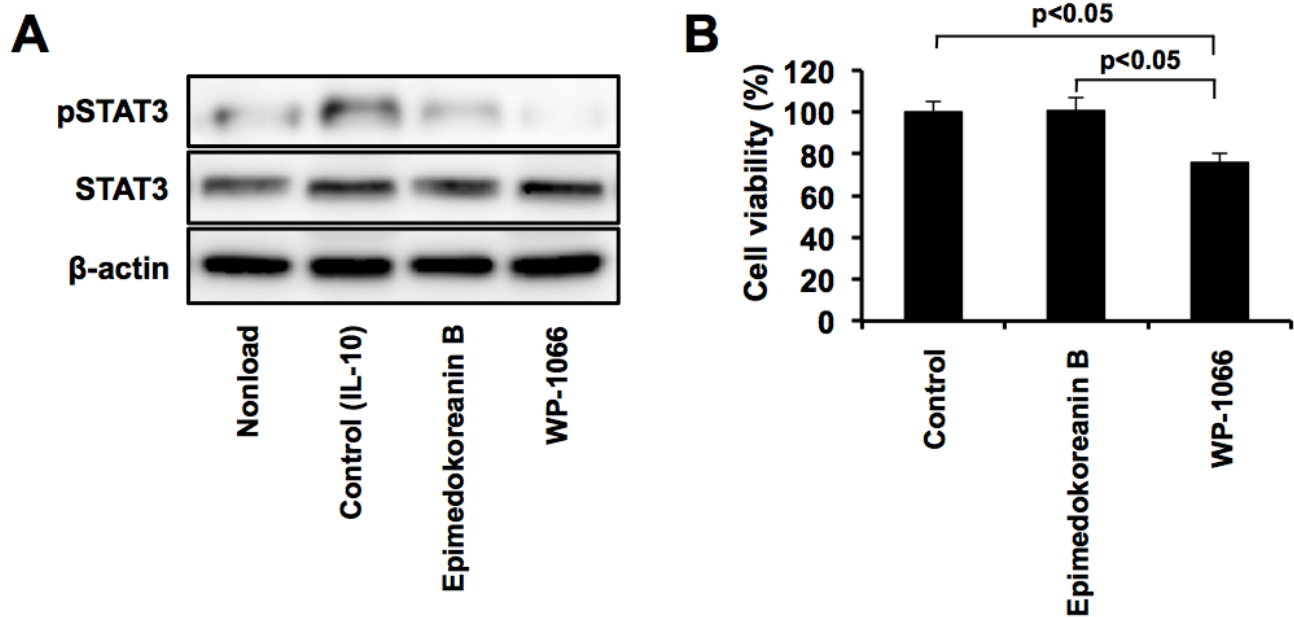 A
pSTAT3
STAT3
β-actin
Nonload
Control (IL-10)
Epimedokoreanin B
WP-1066
B
p<0.05
p<0.05
Cell viability (%)
120
100
80
60
40
20
0
Control
Epimedokoreanin B
WP-1066